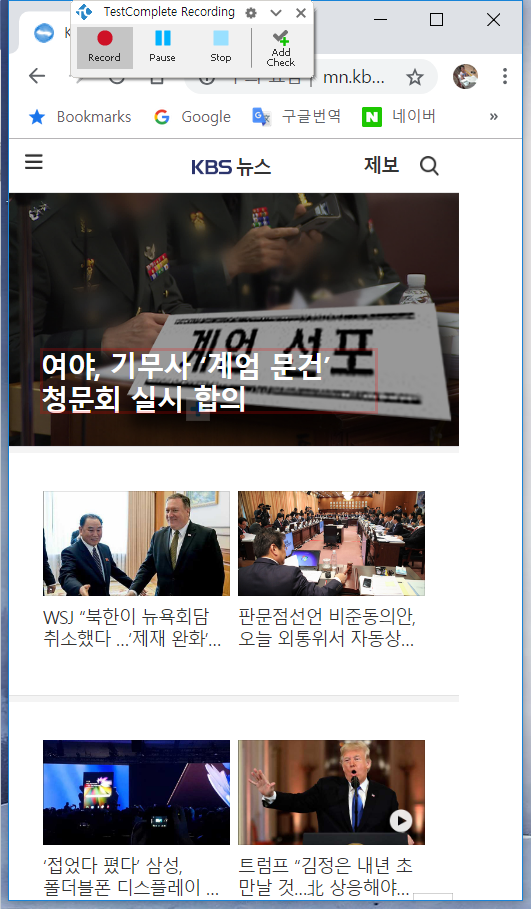 TestComplete Recording
Record
Pause
Stop
Add
Check
mn.kb...
Bookmarks
Google
구글번역
네이버
»
KBS 뉴스
제보
계엄 선포
여야, 기무사 ‘계엄 문건’
청문회 실시 합의
WSJ “북한이 뉴욕회담
취소했다 …‘제재 완화’…
판문점선언 비준동의안,
오늘 외통위서 자동상…
‘접었다 폈다’ 삼성,
폴더블폰 디스플레이 …
트럼프 “김정은 내년 초
만날 것…北 상응해야…